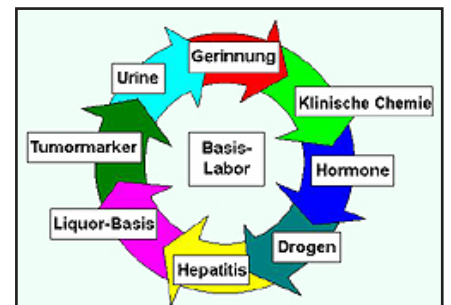 Gerinnung
Urine
Klinische Chemie
Tumormarker
Basis-
Labor
Hormone
Liquor-Basis
Drogen
Hepatitis